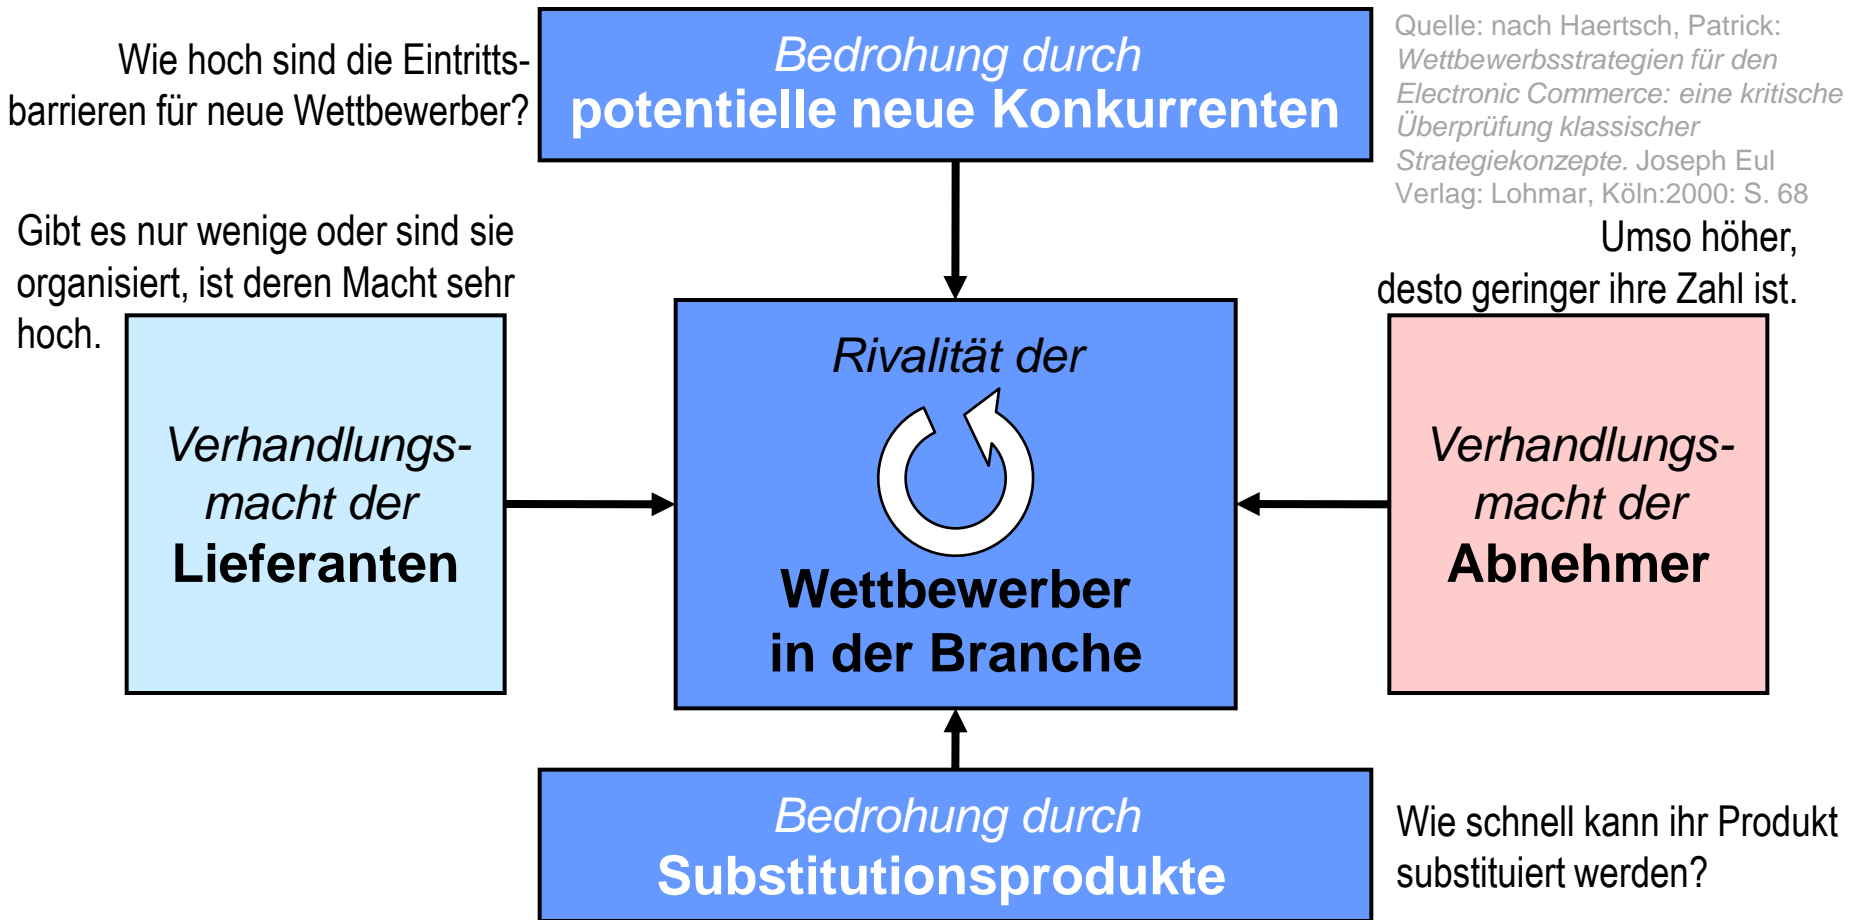 Wie hoch sind die Eintritts-
barrieren für neue Wettbewerber?
Bedrohung durch
potentielle neue Konkurrenten
Quelle: nach Haertsch, Patrick:
Wettbewerbsstrategien für den
Electronic Commerce: eine kritische
Überprüfung klassischer
Strategiekonzepte. Joseph Eul
Verlag: Lohmar, Köln:2000: S. 68
Gibt es nur wenige oder sind sie
organisiert, ist deren Macht sehr
hoch.
Umso höher,
desto geringer ihre Zahl ist.
Verhandlungs-
macht der
Lieferanten
Rivalität der
Wettbewerber
in der Branche
Verhandlungs-
macht der
Abnehmer
Bedrohung durch
Substitutionsprodukte
Wie schnell kann ihr Produkt
substituiert werden?